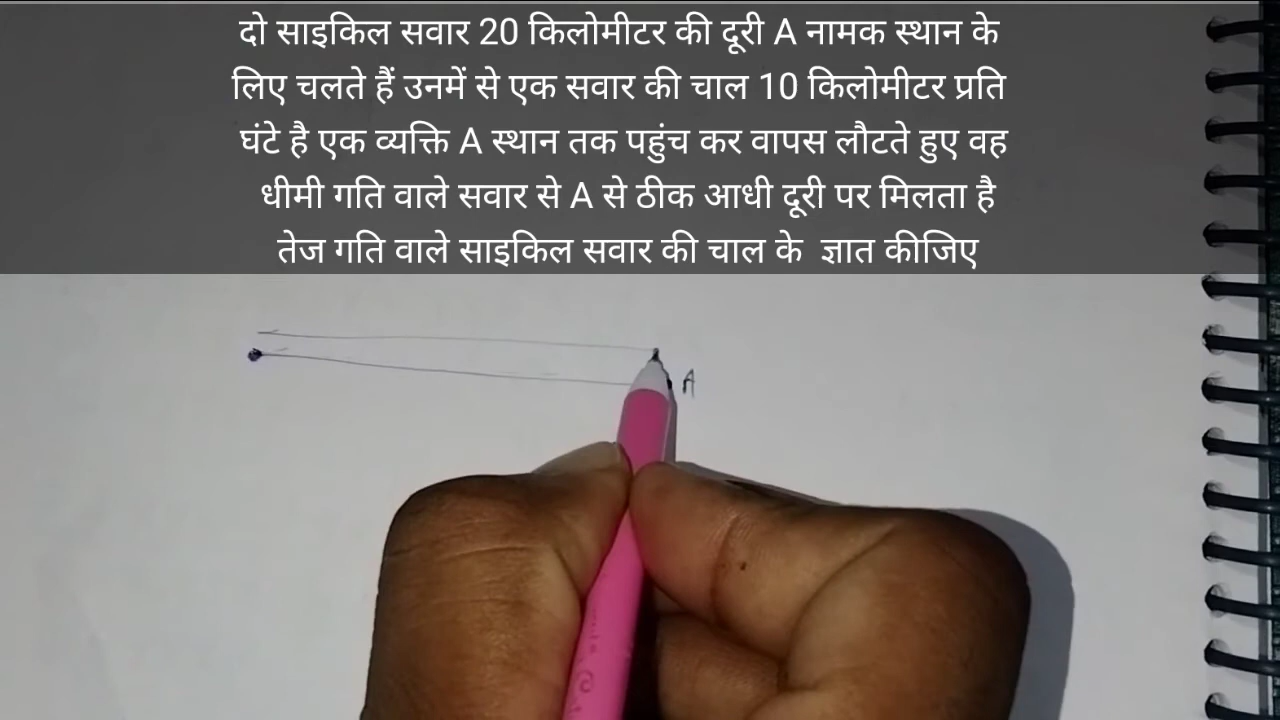 दो साइकिल सवार 20 किलोमीटर की दूरी A नामक स्थान के
लिए चलते हैं उनमें से एक सवार की चाल 10 किलोमीटर प्रति
घंटे है एक व्यक्ति A स्थान तक पहुंच कर वापस लौटते हुए वह
धीमी गति वाले सवार से A से ठीक आधी दूरी पर मिलता है
तेज गति वाले साइकिल सवार की चाल के ज्ञात कीजिए
A